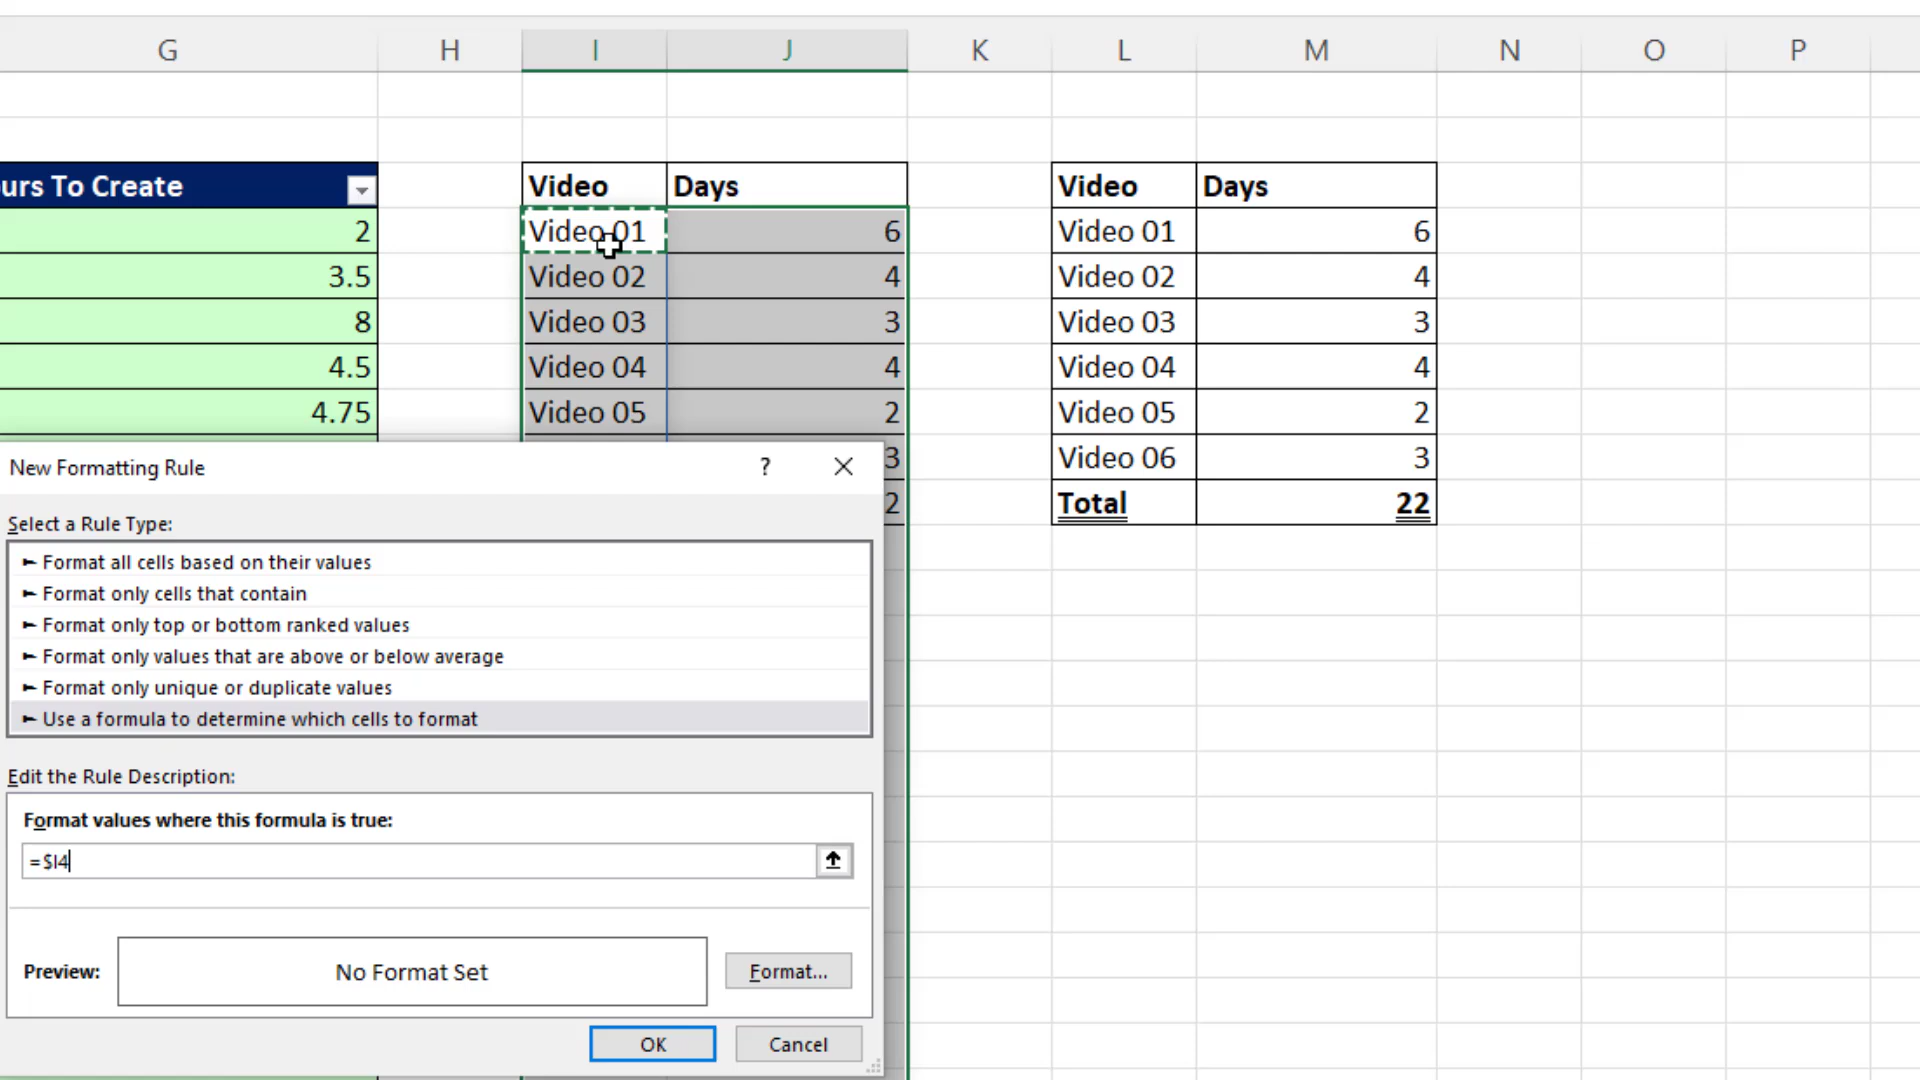 G H I J K L M N O P
urs To Create Video Days Video Days
2 Video 01 6 Video 01 6
3.5 Video 02 4 Video 02 4
8 Video 03 3 Video 03 3
4.5 Video 04 4 Video 04 4
4.75 Video 05 2 Video 05 2
3 Video 06 3
2 Total 22
New Formatting Rule ?
Select a Rule Type:
► Format all cells based on their values
► Format only cells that contain
► Format only top or bottom ranked values
► Format only values that are above or below average
► Format only unique or duplicate values
► Use a formula to determine which cells to format
Edit the Rule Description:
Format values where this formula is true:
=$I4
Preview: No Format Set Format...
OK Cancel